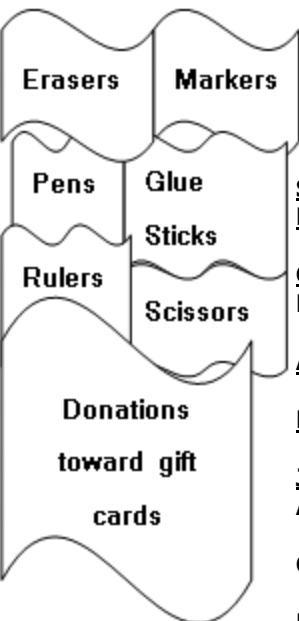 Erasers
Markers
Pens
Glue
Sticks
Rulers
Scissors
Donations
toward gift
cards